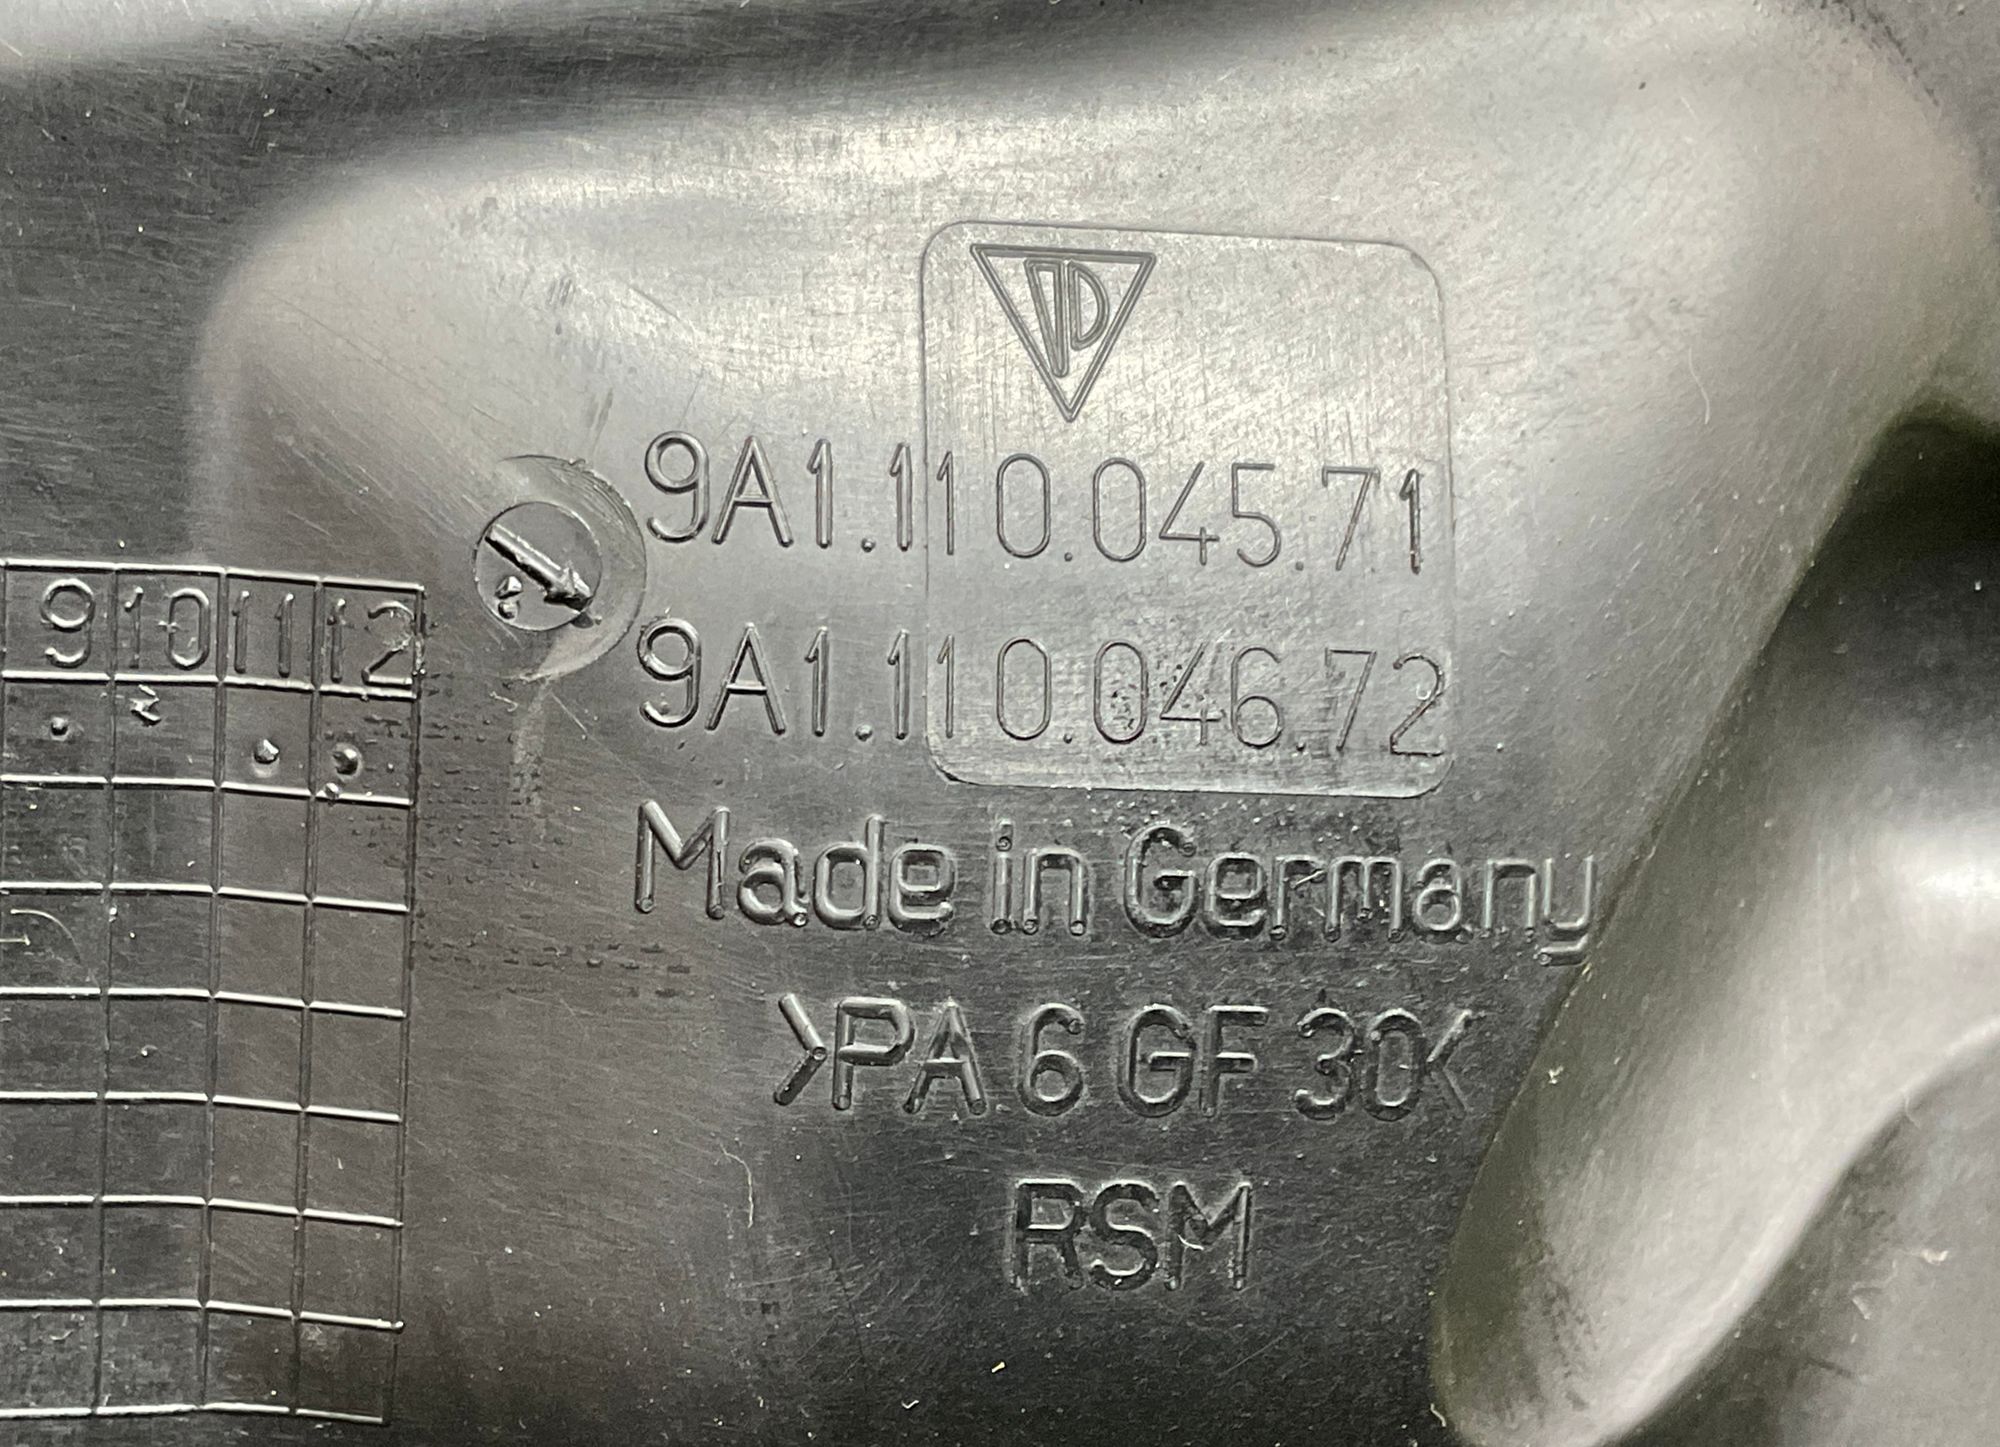 9A1.110.045.71
9A1.110.046.72
9 10 11 12
Made in Germany
>PA 6 GF 30<
RSM